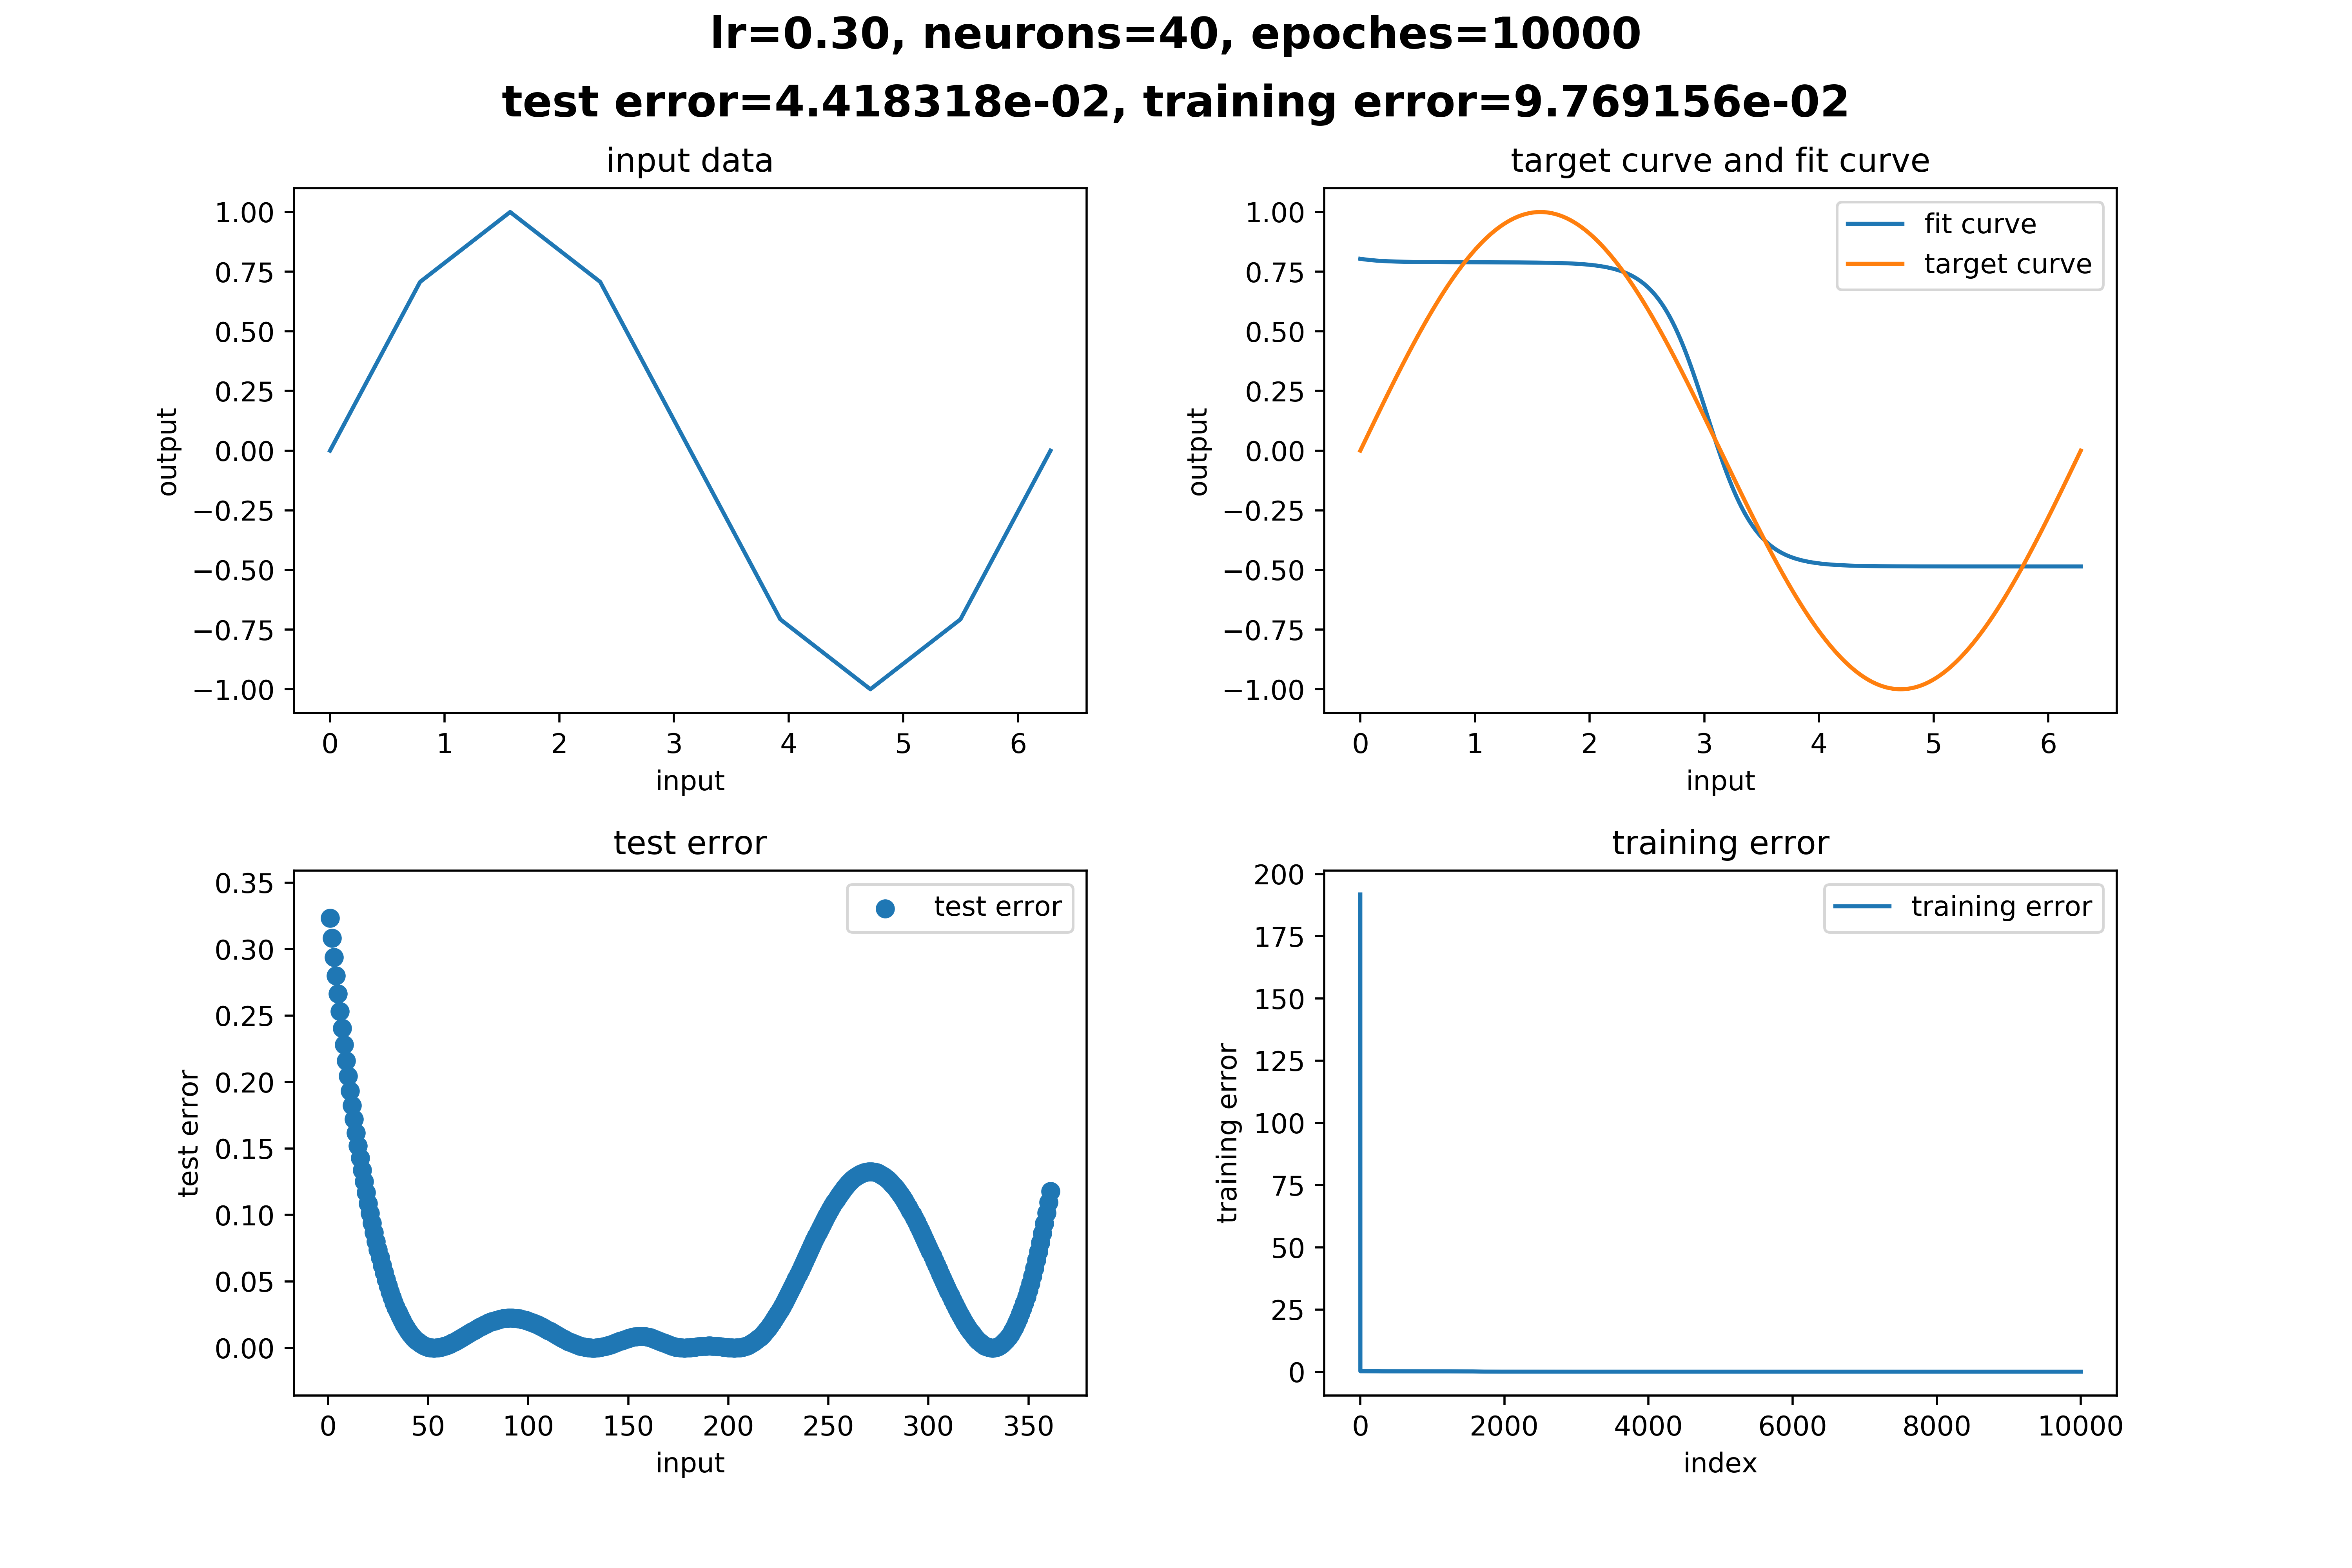 lr=0.30, neurons=40, epoches=10000
test error=4.418318e-02, training error=9.769156e-02
input data
1.00
0.75
0.50
0.25
0.00
−0.25
−0.50
−0.75
−1.00
output
0 1 2 3 4 5 6
input
target curve and fit curve
1.00
0.75
0.50
0.25
0.00
−0.25
−0.50
−0.75
−1.00
output
fit curve
target curve
0 1 2 3 4 5 6
input
test error
0.35
0.30
0.25
0.20
0.15
0.10
0.05
0.00
test error
test error
0 50 100 150 200 250 300 350
input
training error
200
175
150
125
100
75
50
25
0
training error
training error
0 2000 4000 6000 8000 10000
index